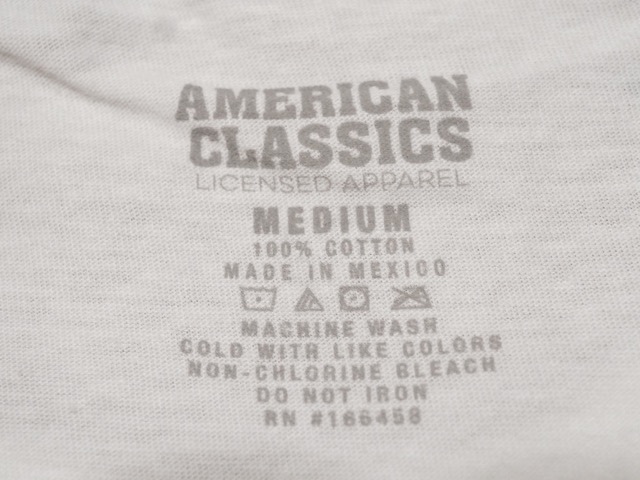 AMERICAN
CLASSICS
LICENSED APPAREL
MEDIUM
100% COTTON
MADE IN MEXICO
MACHINE WASH
COLD WITH LIKE COLORS
NON-CHLORINE BLEACH
DO NOT IRON
RN #166458